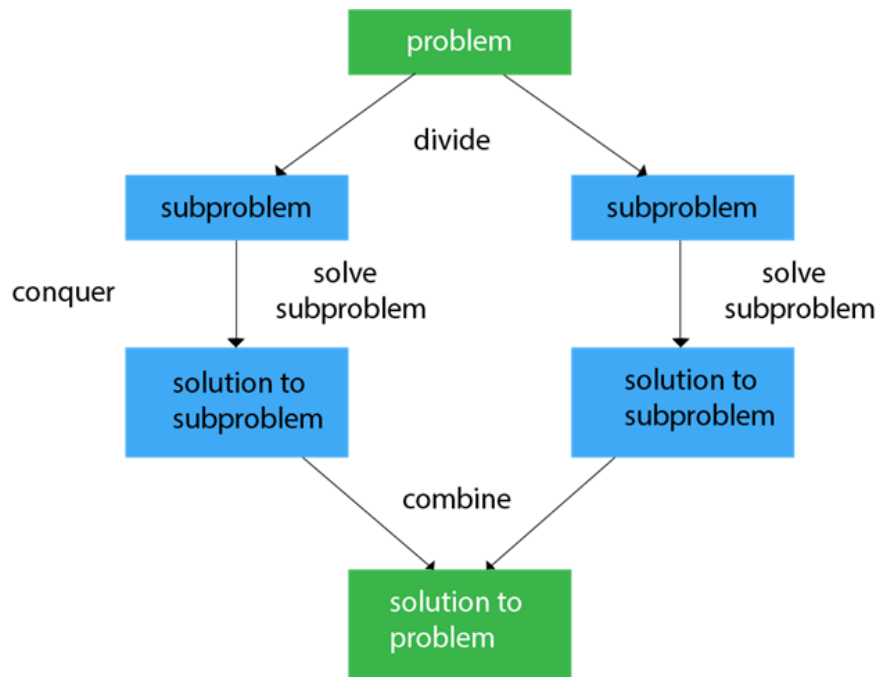 problem
divide
subproblem
subproblem
conquer
solve
subproblem
solve
subproblem
solution to
subproblem
solution to
subproblem
combine
solution to
problem